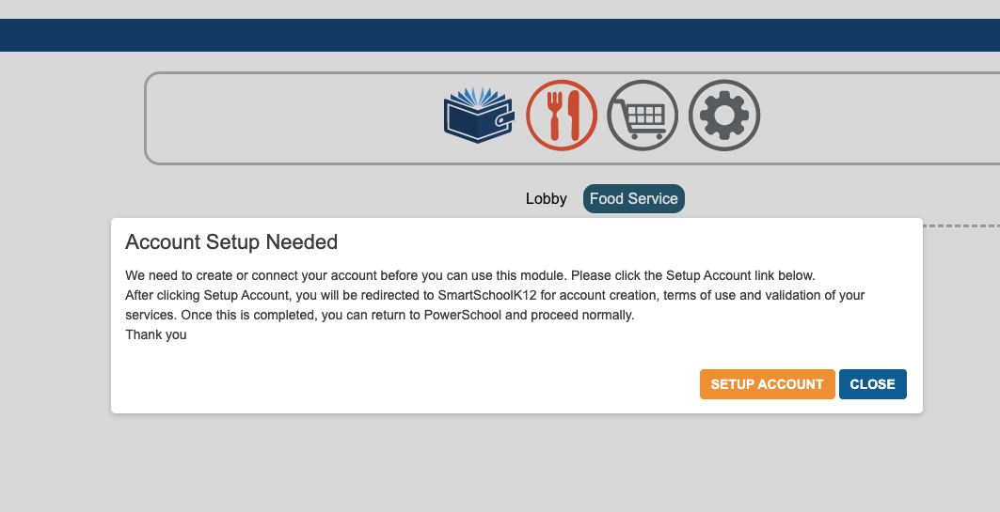 Lobby Food Service
Account Setup Needed
We need to create or connect your account before you can use this module. Please click the Setup Account link below.
After clicking Setup Account, you will be redirected to SmartSchoolK12 for account creation, terms of use and validation of your
services. Once this is completed, you can return to PowerSchool and proceed normally.
Thank you
SETUP ACCOUNT CLOSE